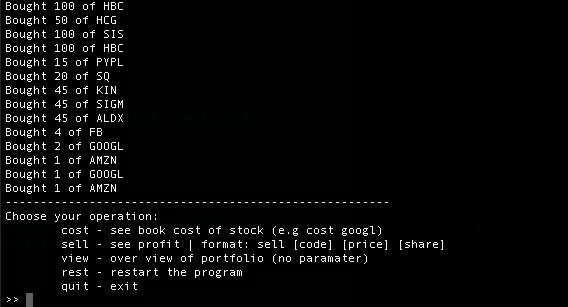 Bought 100 of HBC
Bought 50 of HCG
Bought 100 of SIS
Bought 100 of HBC
Bought 15 of PYPL
Bought 20 of SQ
Bought 45 of KIN
Bought 45 of SIGM
Bought 45 of ALDX
Bought 4 of FB
Bought 2 of GOOGL
Bought 1 of AMZN
Bought 1 of GOOGL
Bought 1 of AMZN
-------------------------------------------------------
Choose your operation:
cost - see book cost of stock (e.g cost googl)
sell - see profit | format: sell [code] [price] [share]
view - over view of portfolio (no paramater)
rest - restart the program
quit - exit
>>